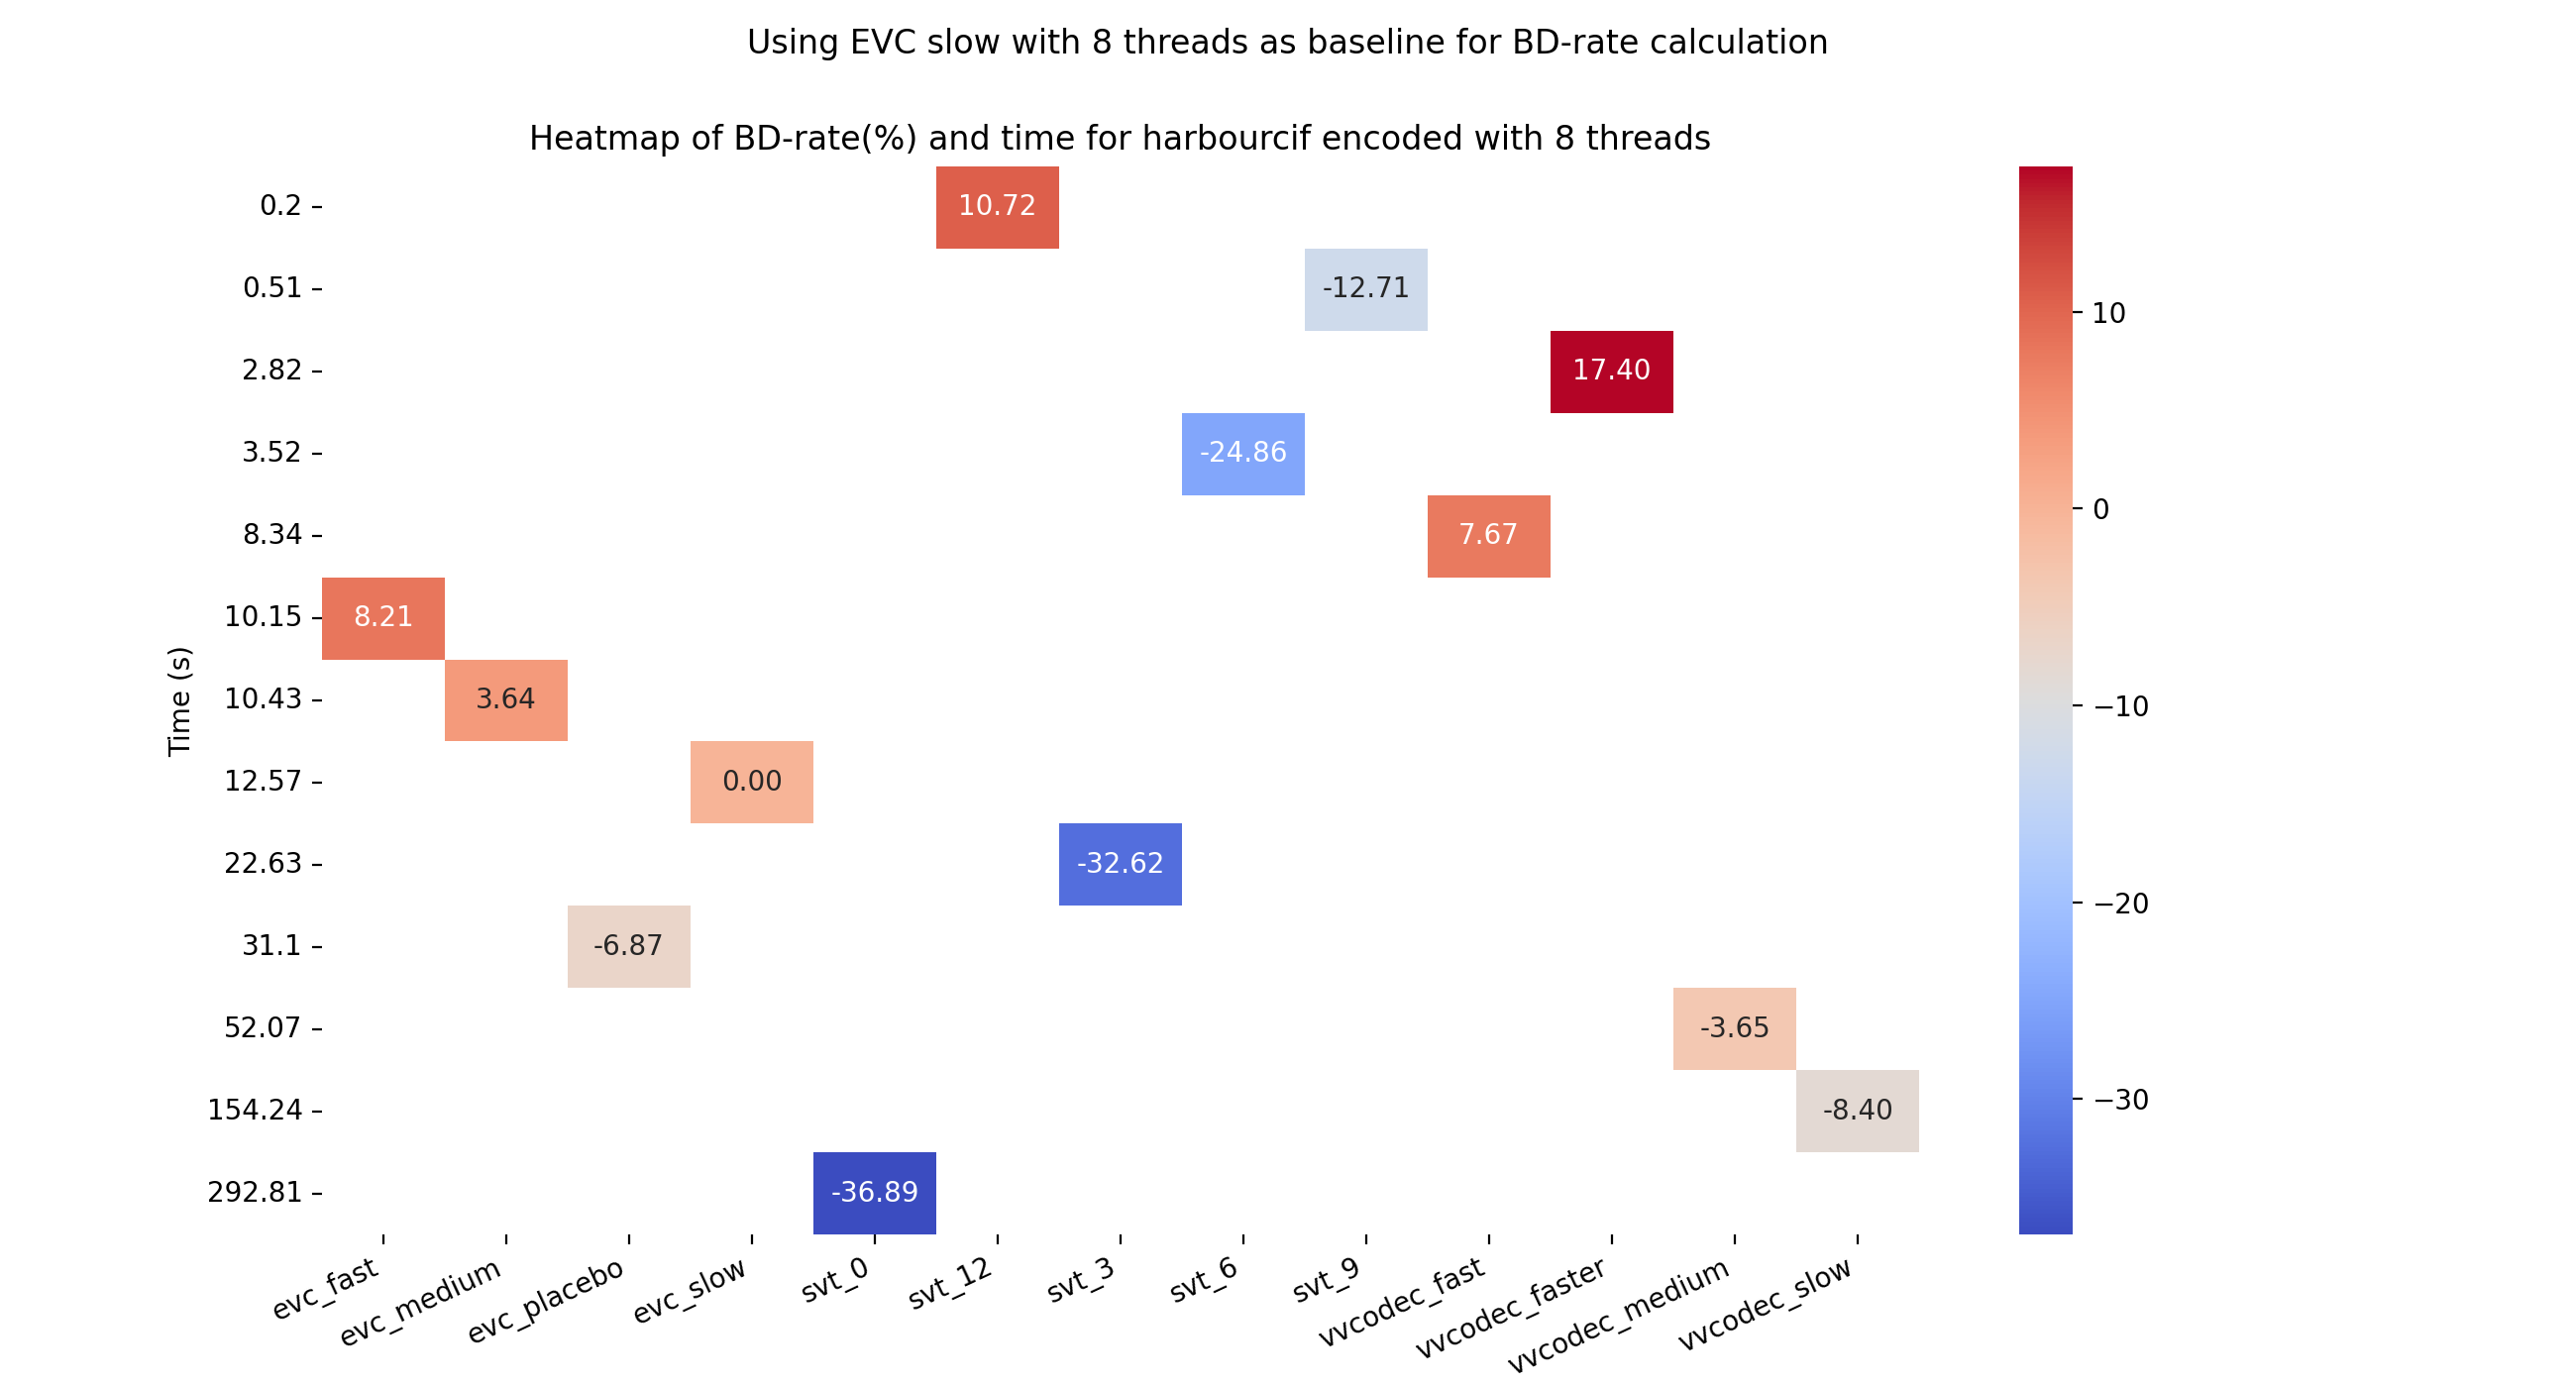 Using EVC slow with 8 threads as baseline for BD-rate calculation
Heatmap of BD-rate(%) and time for harbourcif encoded with 8 threads
0.2
10.72
0.51
-12.71
10
2.82
17.40
3.52
-24.86
0
8.34
7.67
10.15
8.21
Time (s)
10.43
3.64
−10
12.57
0.00
22.63
-32.62
−20
31.1
-6.87
52.07
-3.65
154.24
-8.40
−30
292.81
-36.89
evc_fast
evc_medium
evc_placebo
evc_slow
svt_0
svt_12
svt_3
svt_6
svt_9
vvcodec_fast
vvcodec_faster
vvcodec_medium
vvcodec_slow